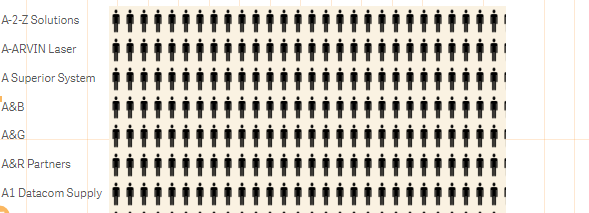 A-2-Z Solutions
A-ARVIN Laser
A Superior System
A&B
A&G
A&R Partners
A1 Datacom Supply